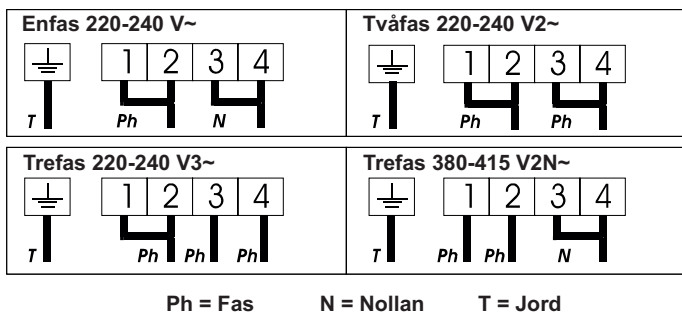 Enfas 220-240 V~
1 2 3 4
T Ph N
Tvåfas 220-240 V2~
1 2 3 4
T Ph Ph
Trefas 220-240 V3~
1 2 3 4
T Ph Ph Ph
Trefas 380-415 V2N~
1 2 3 4
T Ph Ph N
Ph = Fas N = Nollan T = Jord